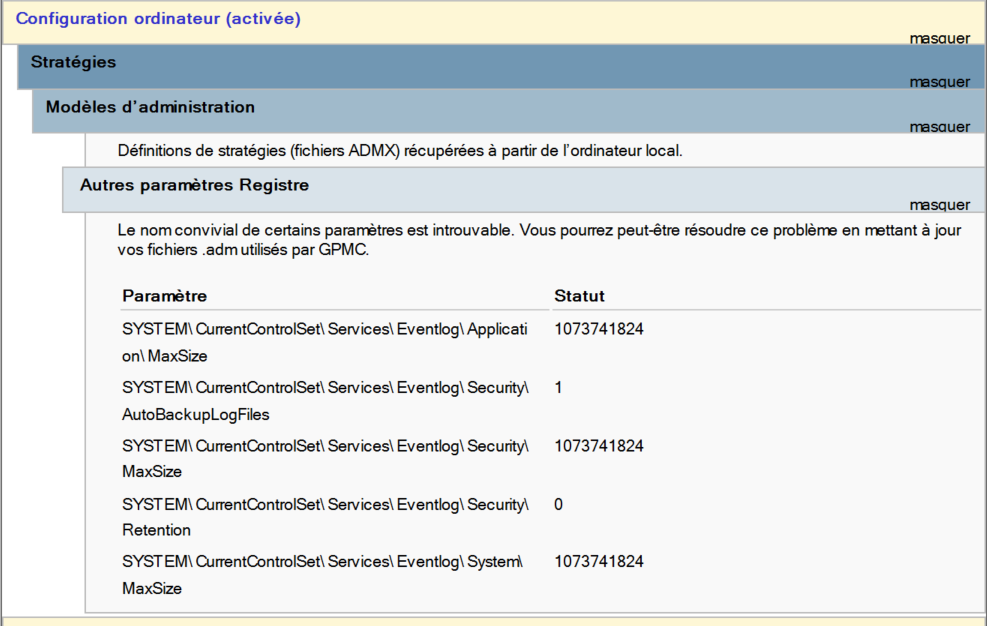 Configuration ordinateur (activée)
masquer
Stratégies
masquer
Modèles d’administration
masquer
Définitions de stratégies (fichiers ADMX) récupérées à partir de l’ordinateur local.
Autres paramètres Registre
masquer
Le nom convivial de certains paramètres est introuvable. Vous pourrez peut-être résoudre ce problème en mettant à jour
vos fichiers .adm utilisés par GPMC.
Paramètre Statut
SYSTEM\CurrentControlSet\Services\Eventlog\Applicati 1073741824
on\MaxSize
SYSTEM\CurrentControlSet\Services\Eventlog\Security\ 1
AutoBackupLogFiles
SYSTEM\CurrentControlSet\Services\Eventlog\Security\ 1073741824
MaxSize
SYSTEM\CurrentControlSet\Services\Eventlog\Security\ 0
Retention
SYSTEM\CurrentControlSet\Services\Eventlog\System\ 1073741824
MaxSize